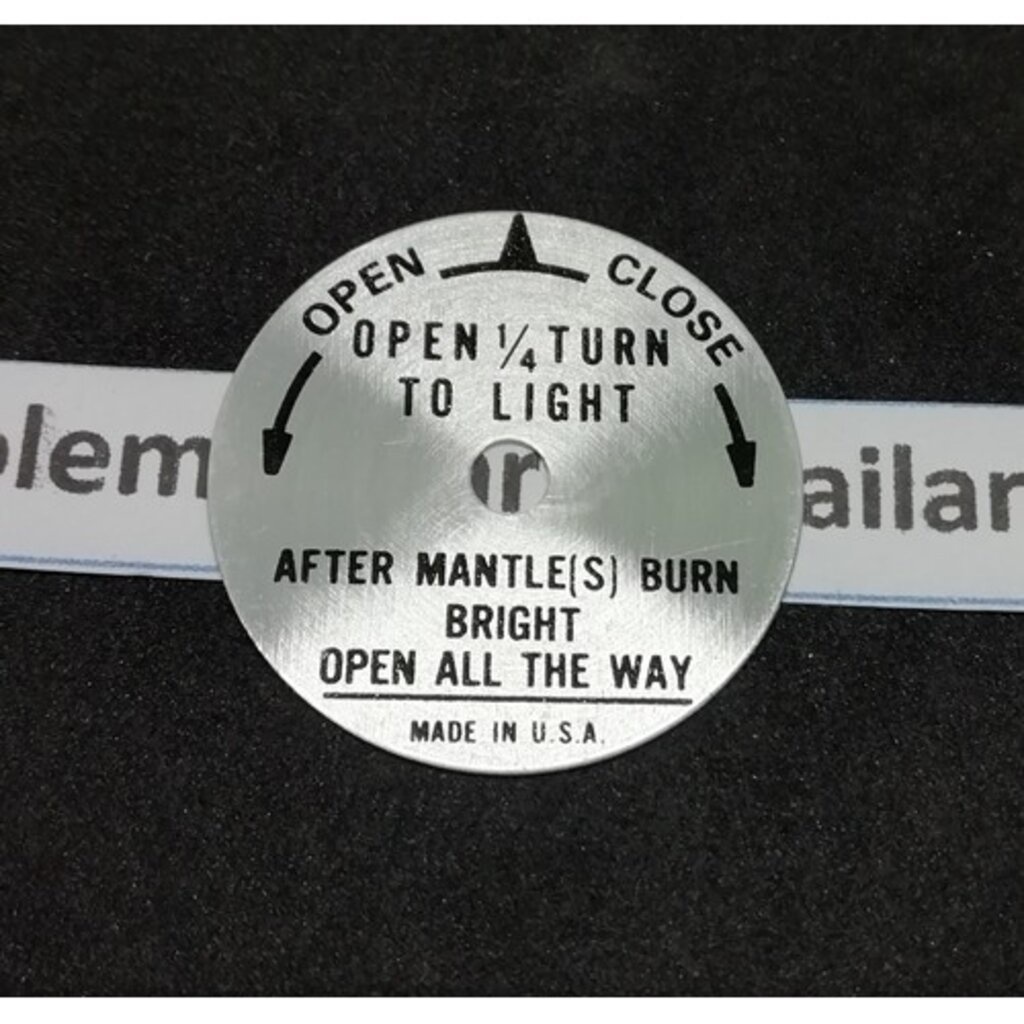 OPEN CLOSE
OPEN 1/4 TURN
TO LIGHT
AFTER MANTLE(S) BURN
BRIGHT
OPEN ALL THE WAY
MADE IN U.S.A.